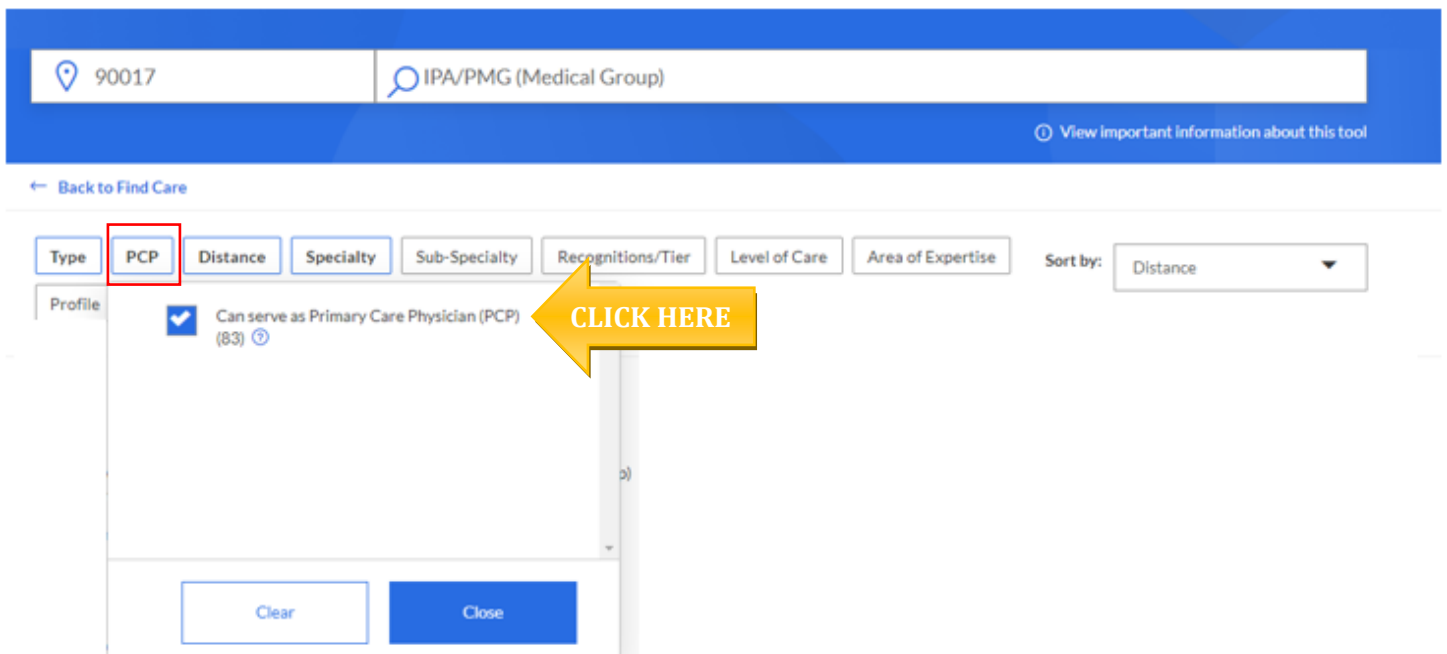 90017
IPA/PMG (Medical Group)
View important information about this tool
← Back to Find Care
Type PCP Distance Specialty Sub-Specialty Recognitions/Tier Level of Care Area of Expertise Sort by: Distance
Profile
Can serve as Primary Care Physician (PCP)
(83)
CLICK HERE
Clear Close